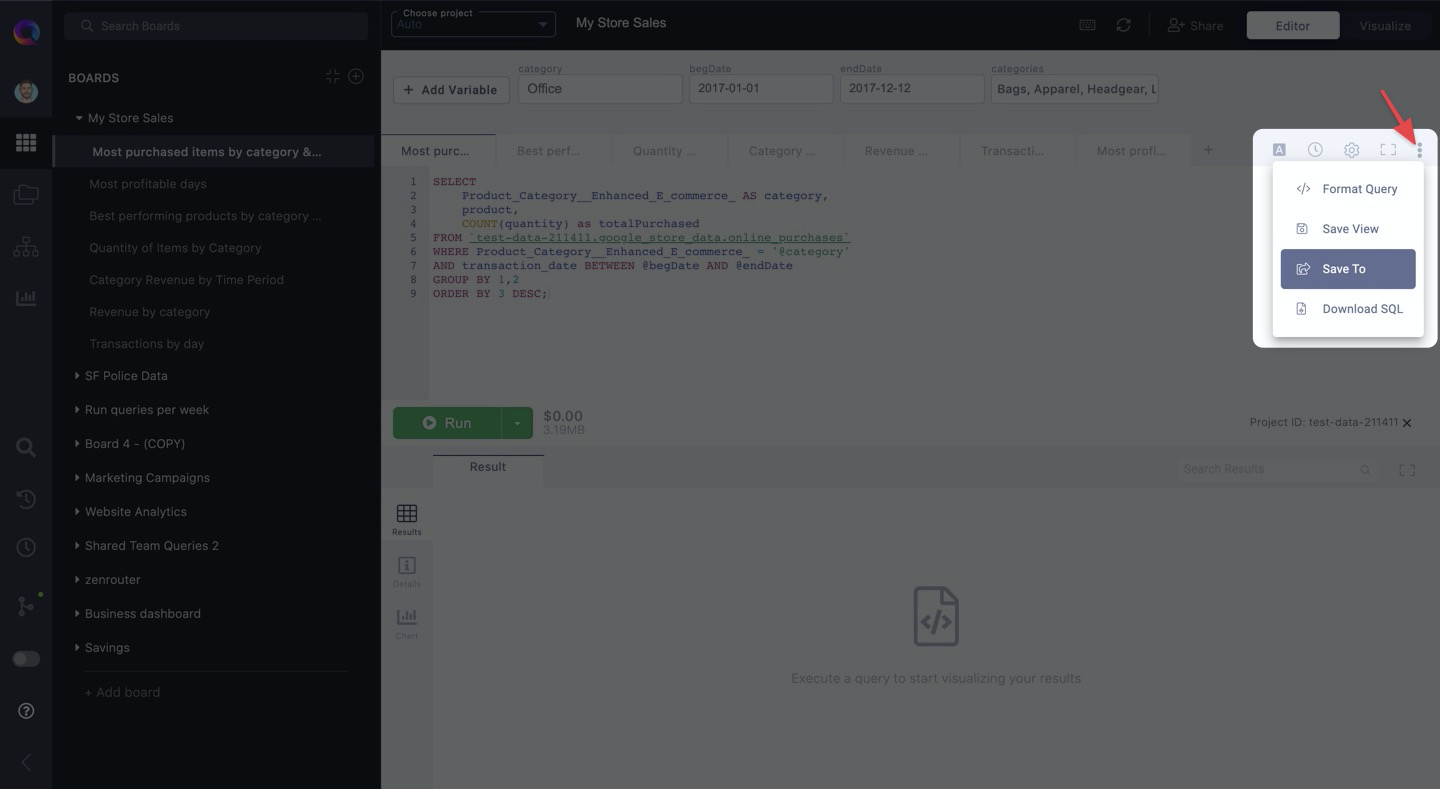 Search Boards
BOARDS
My Store Sales
Most purchased items by category &...
Most profitable days
Best performing products by category ...
Quantity of Items by Category
Category Revenue by Time Period
Revenue by category
Transactions by day
SF Police Data
Run queries per week
Board 4 - (COPY)
Marketing Campaigns
Website Analytics
Shared Team Queries 2
zenrouter
Business dashboard
Savings
+ Add board
Choose project
Auto
My Store Sales
Share
Editor
Visualize
+ Add Variable
category
Office
begDate
2017-01-01
endDate
2017-12-12
categories
Bags, Apparel, Headgear, L
Most purc...
Best perf...
Quantity ...
Category ...
Revenue ...
Transacti...
Most profi...
+
A
1 SELECT
2 Product_Category__Enhanced_E_commerce_ AS category,
3 product,
4 COUNT(quantity) as totalPurchased
5 FROM `test-data-211411.google_store_data.online_purchases`
6 WHERE Product_Category__Enhanced_E_commerce_ = '@category'
7 AND transaction_date BETWEEN @begDate AND @endDate
8 GROUP BY 1,2
9 ORDER BY 3 DESC;
Format Query
Save View
Save To
Download SQL
Run
$0.00
3.19MB
Project ID: test-data-211411
Result
Search Results
Results
Details
Chart
Execute a query to start visualizing your results